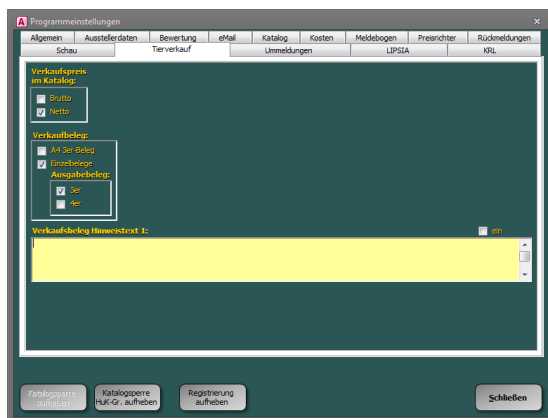 Programmeinstellungen
Allgemein Ausstellerdaten Bewertung eMail Katalog Kosten Meldebogen Preisrichter Rückmeldungen
Schau Tierverkauf Ummeldungen LIPSIA KRL
Verkaufspreis
im Katalog:
Brutto
Netto
Verkaufbeleg:
A4 3er-Beleg
Einzelbelege
Ausgabebeleg:
3er
4er
Verkaufsbeleg Hinweistext 1:
ein
Katalogsperre
aufheben
Katalogsperre
HuK-Gr. aufheben
Registrierung
aufheben
Schließen